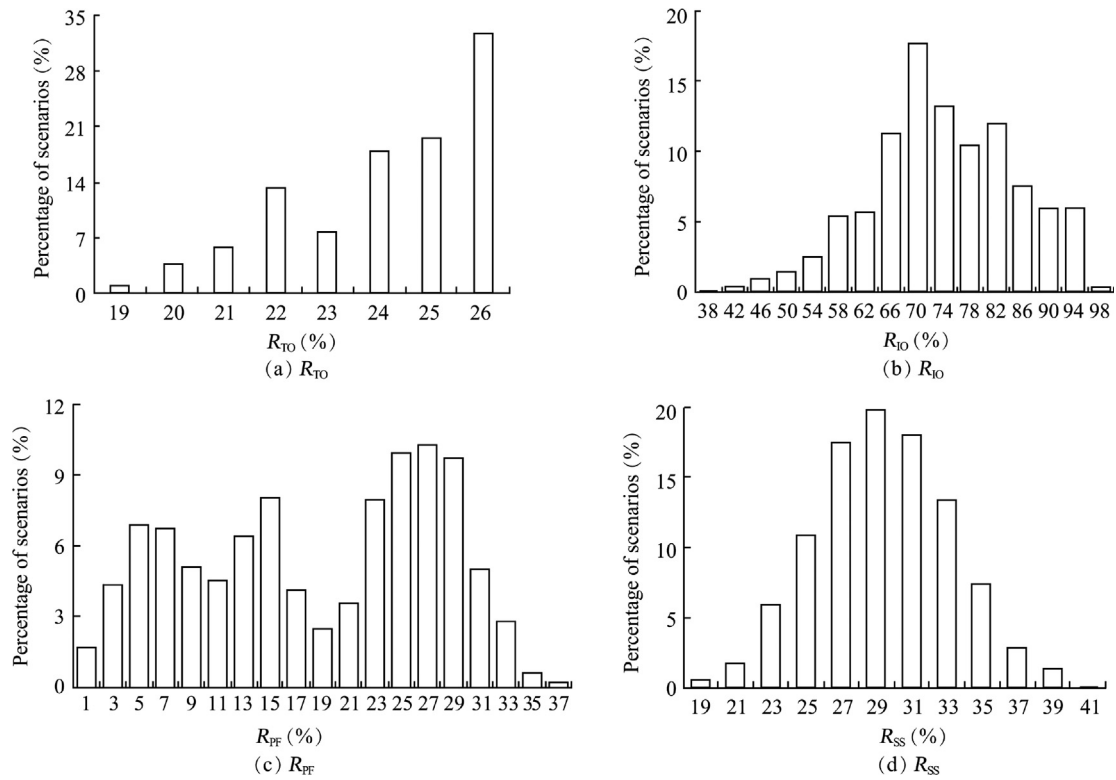 Percentage of scenarios (%)
35
28
21
14
7
0
19 20 21 22 23 24 25 26
R_TO (%)
(a) R_TO
Percentage of scenarios (%)
20
15
10
5
0
38 42 46 50 54 58 62 66 70 74 78 82 86 90 94 98
R_IO (%)
(b) R_IO
Percentage of scenarios (%)
12
9
6
3
0
1 3 5 7 9 11 13 15 17 19 21 23 25 27 29 31 33 35 37
R_PF (%)
(c) R_PF
Percentage of scenarios (%)
20
15
10
5
0
19 21 23 25 27 29 31 33 35 37 39 41
R_SS (%)
(d) R_SS